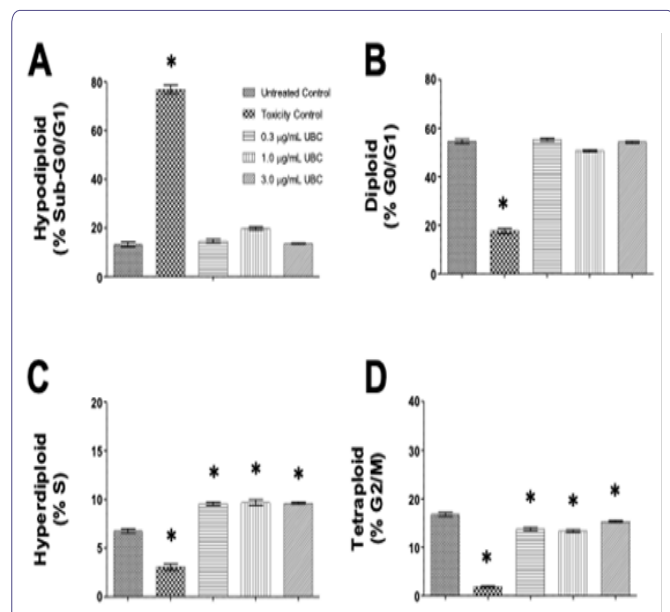 A
Hypodiploid
(% Sub-G0/G1)
80
60
40
20
0
*
Untreated Control
Toxicity Control
0.3 µg/mL UBC
1.0 µg/mL UBC
3.0 µg/mL UBC
B
Diploid
(% G0/G1)
80
60
40
20
0
*
C
Hyperdiploid
(% S)
20
15
10
5
0
*
*
*
*
D
Tetraploid
(% G2/M)
40
30
20
10
0
*
*
*
*